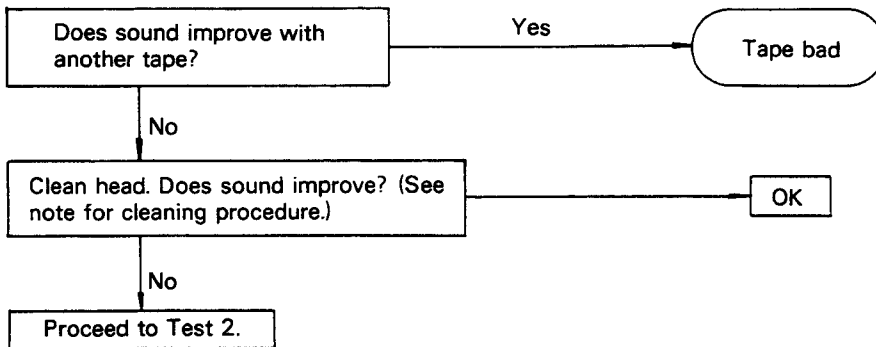 Does sound improve with
another tape?
Yes
Tape bad
No
Clean head. Does sound improve? (See
note for cleaning procedure.)
OK
No
Proceed to Test 2.